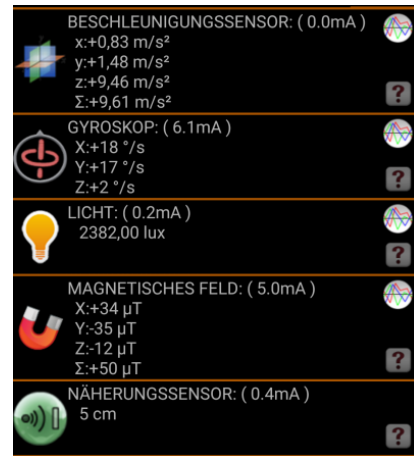 BESCHLEUNIGUNGSSENSOR: ( 0.0mA )
x:+0,83 m/s²
y:+1,48 m/s²
z:+9,46 m/s²
Σ:+9,61 m/s²
?
GYROSKOP: ( 6.1mA )
X:+18 °/s
Y:+17 °/s
Z:+2 °/s
?
LICHT: ( 0.2mA )
2382,00 lux
?
MAGNETISCHES FELD: ( 5.0mA )
X:+34 µT
Y:-35 µT
Z:-12 µT
Σ:+50 µT
?
NÄHERUNGSSENSOR: ( 0.4mA )
5 cm
?